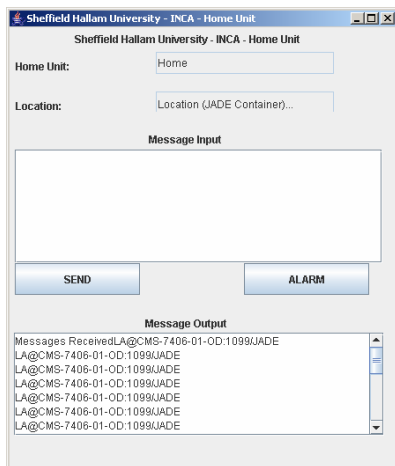 Sheffield Hallam University - INCA - Home Unit
Sheffield Hallam University - INCA - Home Unit
Home Unit: Home
Location: Location (JADE Container)...
Message Input
SEND ALARM
Message Output
Messages ReceivedLA@CMS-7406-01-OD:1099/JADE
LA@CMS-7406-01-OD:1099/JADE
LA@CMS-7406-01-OD:1099/JADE
LA@CMS-7406-01-OD:1099/JADE
LA@CMS-7406-01-OD:1099/JADE
LA@CMS-7406-01-OD:1099/JADE
LA@CMS-7406-01-OD:1099/JADE